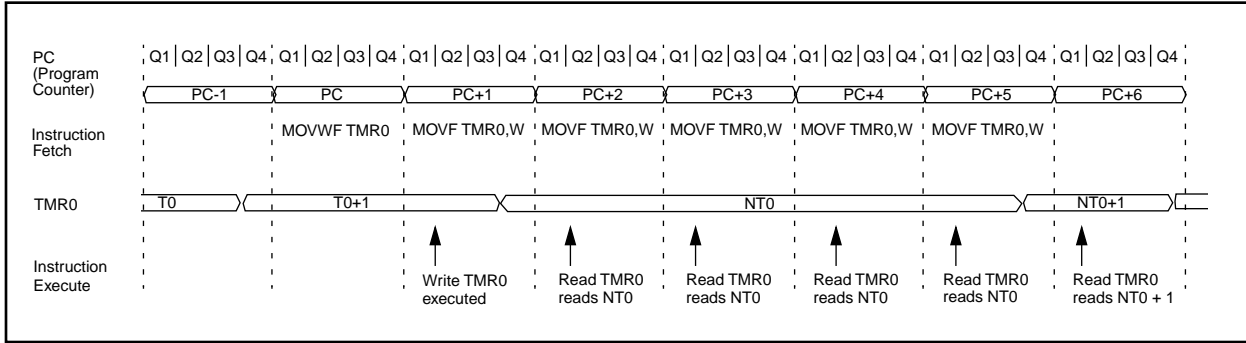 PC
(Program
Counter)
Q1 Q2 Q3 Q4 Q1 Q2 Q3 Q4 Q1 Q2 Q3 Q4 Q1 Q2 Q3 Q4 Q1 Q2 Q3 Q4 Q1 Q2 Q3 Q4 Q1 Q2 Q3 Q4 Q1 Q2 Q3 Q4
PC-1 PC PC+1 PC+2 PC+3 PC+4 PC+5 PC+6
Instruction
Fetch
MOVWF TMR0 MOVF TMR0,W MOVF TMR0,W MOVF TMR0,W MOVF TMR0,W MOVF TMR0,W
TMR0
T0 T0+1 NT0 NT0+1
Instruction
Execute
Write TMR0
executed
Read TMR0
reads NT0
Read TMR0
reads NT0
Read TMR0
reads NT0
Read TMR0
reads NT0
Read TMR0
reads NT0 + 1